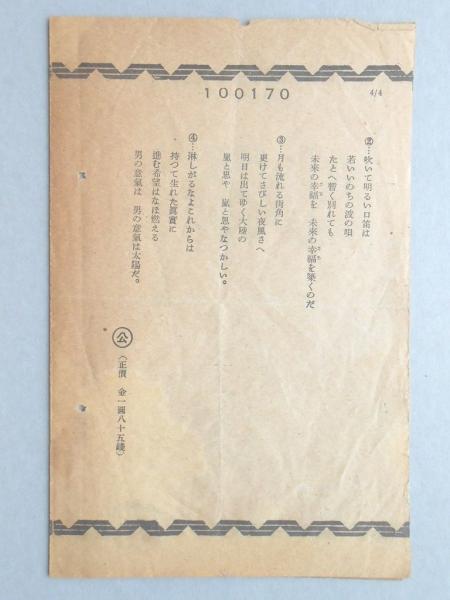 100170
4/4
②…吹いて明るい口笛は
若いいのちの波の唄
たとへ暫く別れても
未來の幸福を 未來の幸福を築くのだ
③…月も流れる街角に
更けてさびしい夜風さへ
明日は出てゆく大陸の
嵐と思や 嵐と思やなつかしい。
④…淋しがるなよこれからは
持つて生れた眞實に
進む希望はなほ燃える
男の意氣は 男の意氣は太陽だ。
公
(正價 金一圓八十五錢)